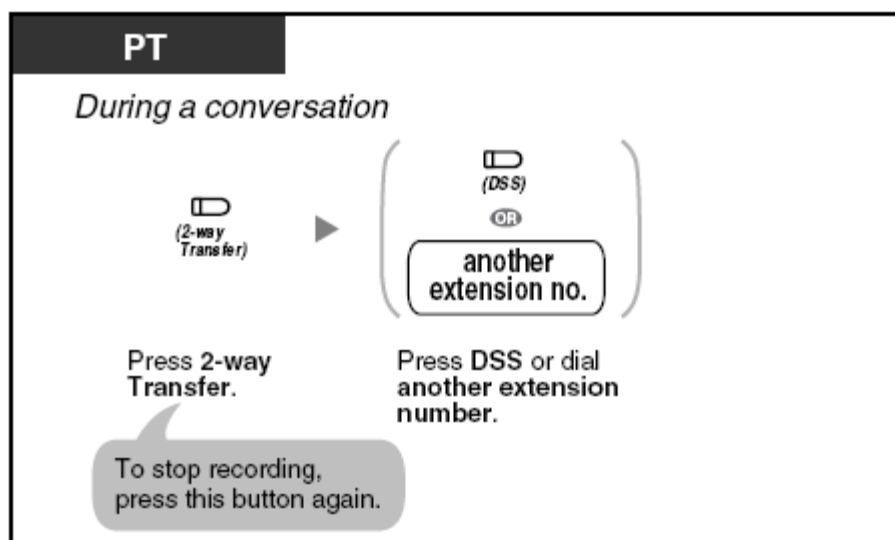 PT
During a conversation
(2-way
Transfer)
(DSS)
OR
another
extension no.
Press 2-way
Transfer.
Press DSS or dial
another extension
number.
To stop recording,
press this button again.